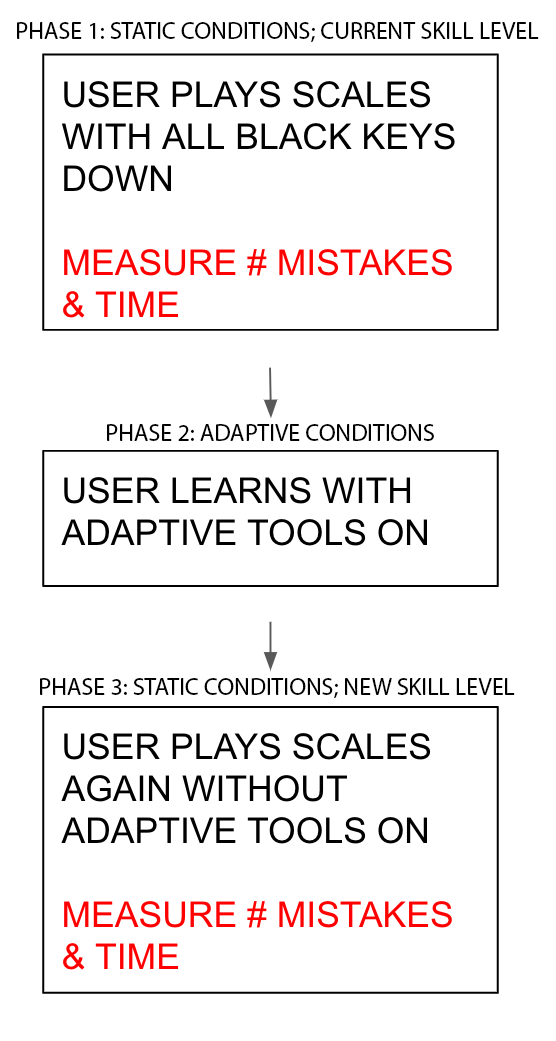 PHASE 1: STATIC CONDITIONS; CURRENT SKILL LEVEL
USER PLAYS SCALES
WITH ALL BLACK KEYS
DOWN
MEASURE # MISTAKES
& TIME
PHASE 2: ADAPTIVE CONDITIONS
USER LEARNS WITH
ADAPTIVE TOOLS ON
PHASE 3: STATIC CONDITIONS; NEW SKILL LEVEL
USER PLAYS SCALES
AGAIN WITHOUT
ADAPTIVE TOOLS ON
MEASURE # MISTAKES
& TIME